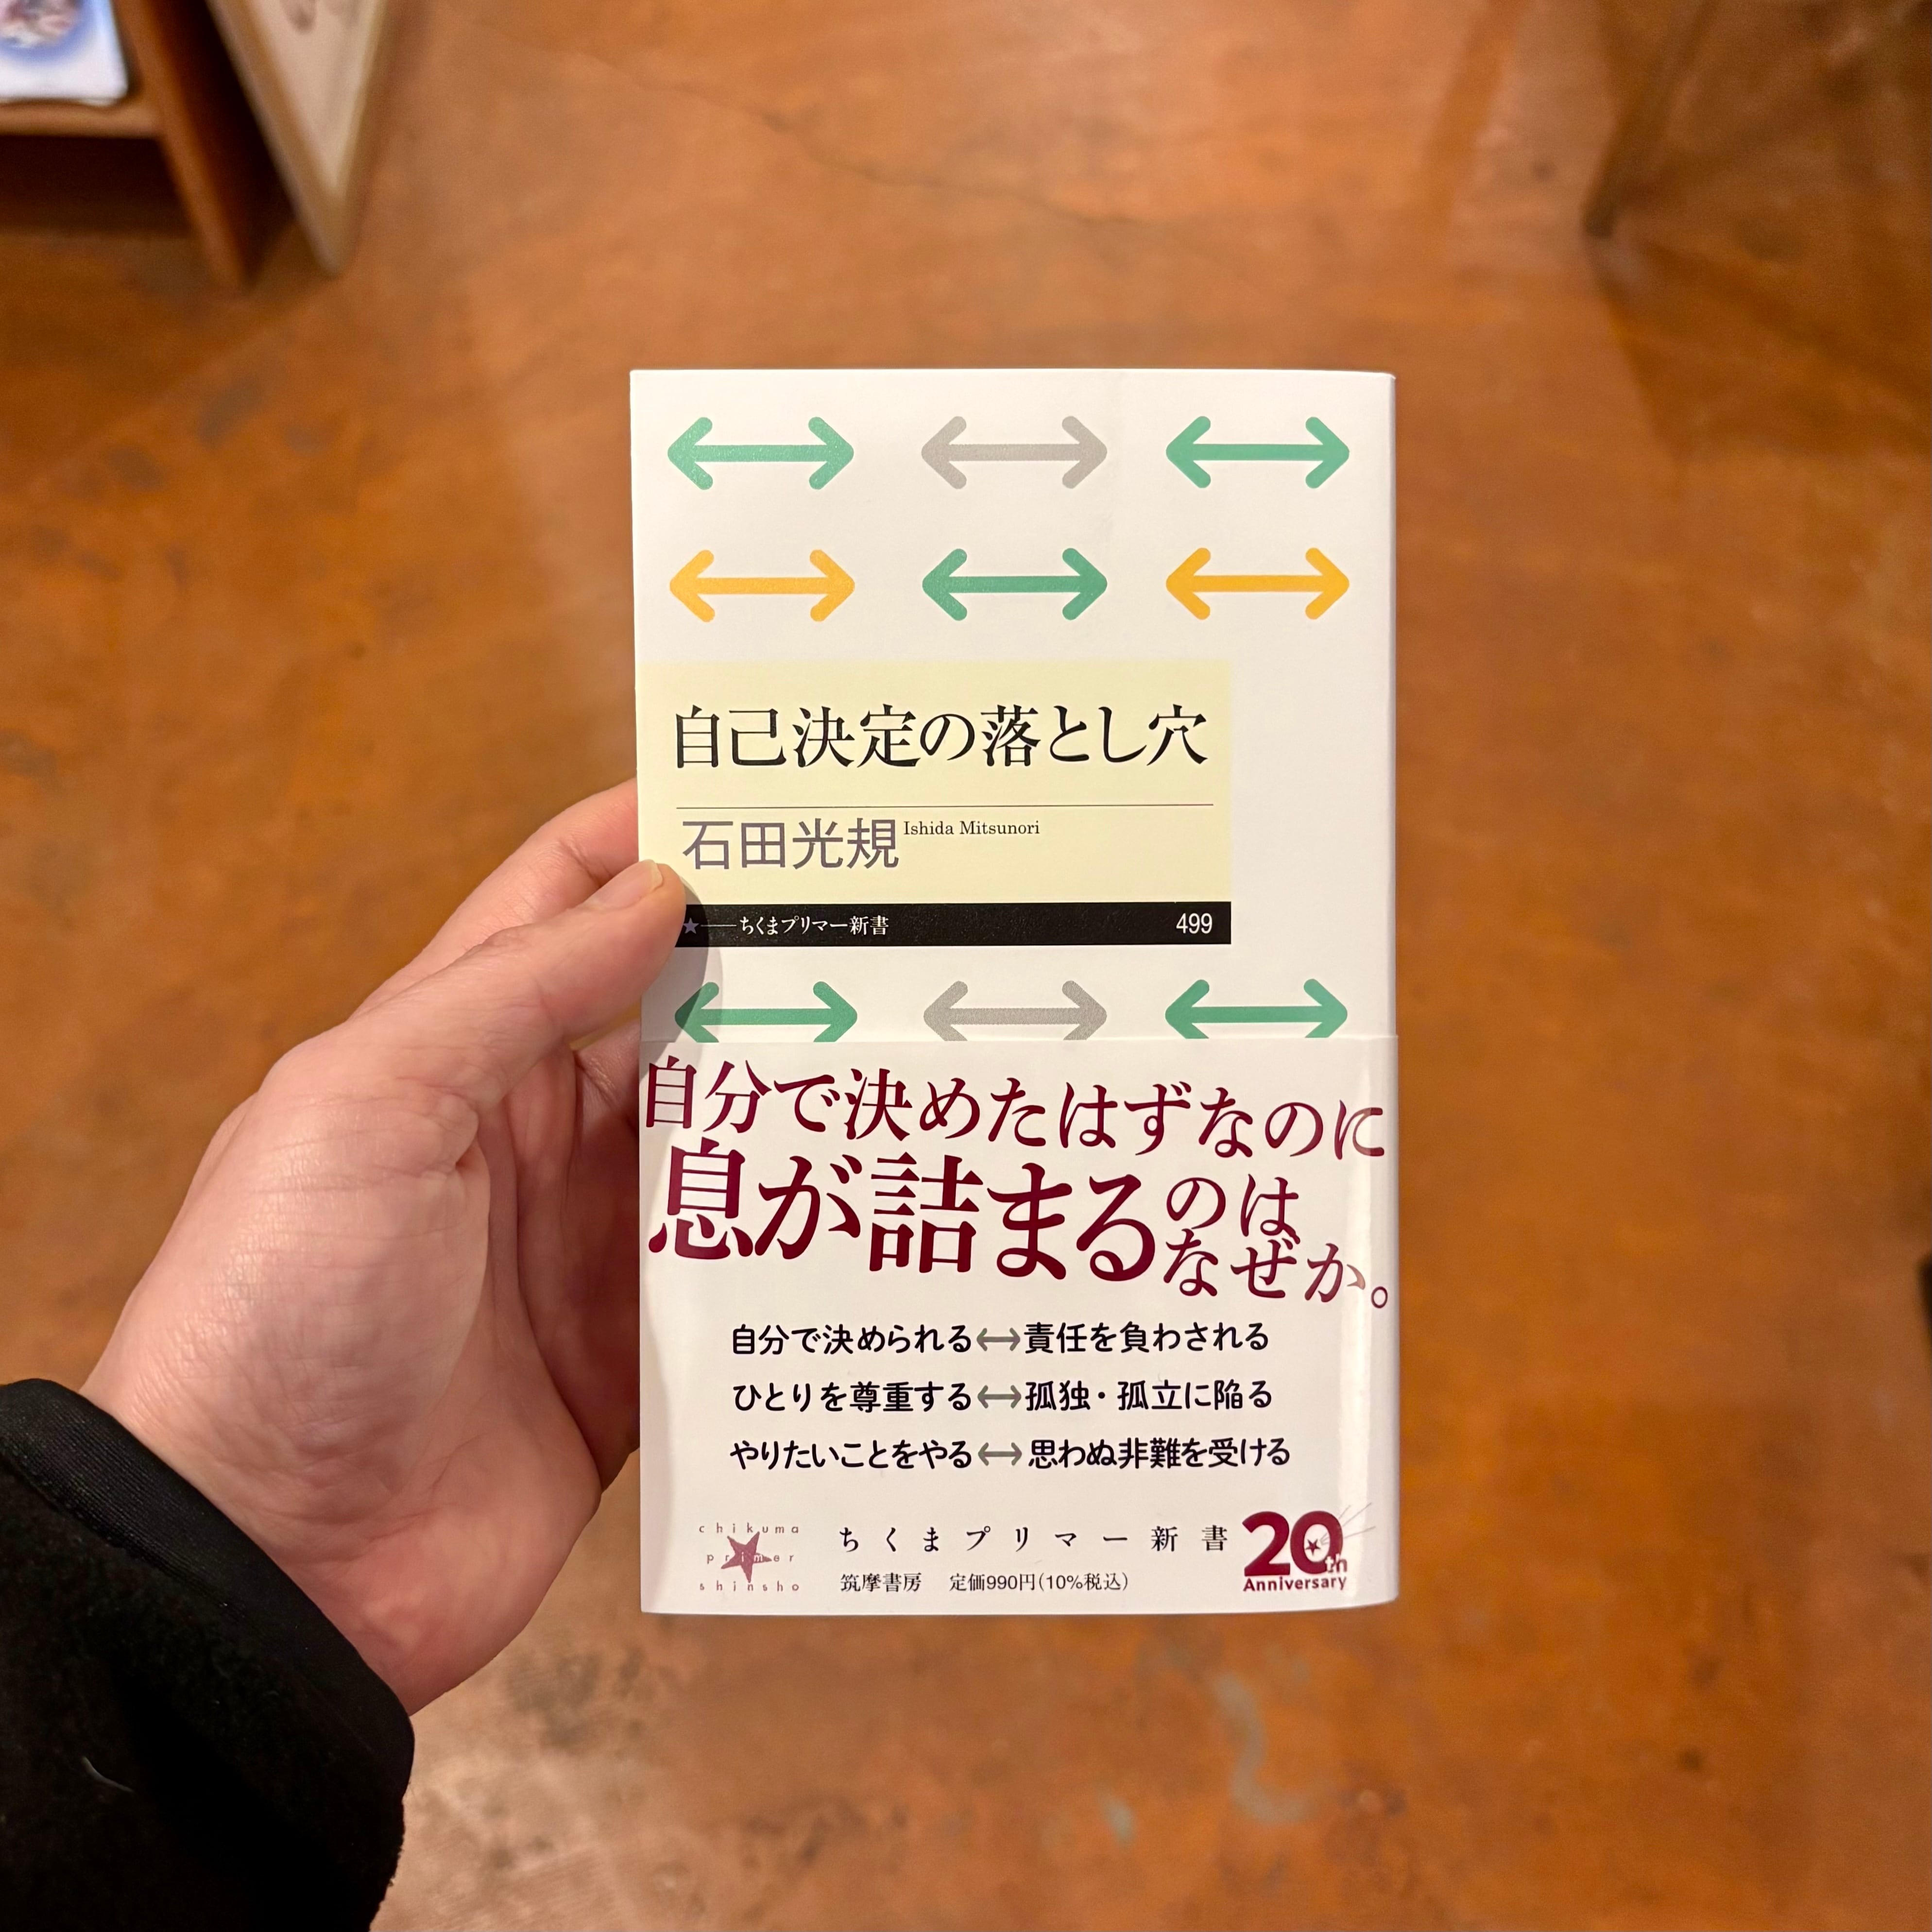 自己決定の落とし穴
石田光規 Ishida Mitsunori
★──ちくまプリマー新書 499
自分で決めたはずなのに
息が詰まるのは
なぜか。
自分で決められる↔責任を負わされる
ひとりを尊重する↔孤独・孤立に陥る
やりたいことをやる↔思わぬ非難を受ける
chikuma
primer
shinsho
ちくまプリマー新書
筑摩書房 定価990円(10%税込)
20th
Anniversary